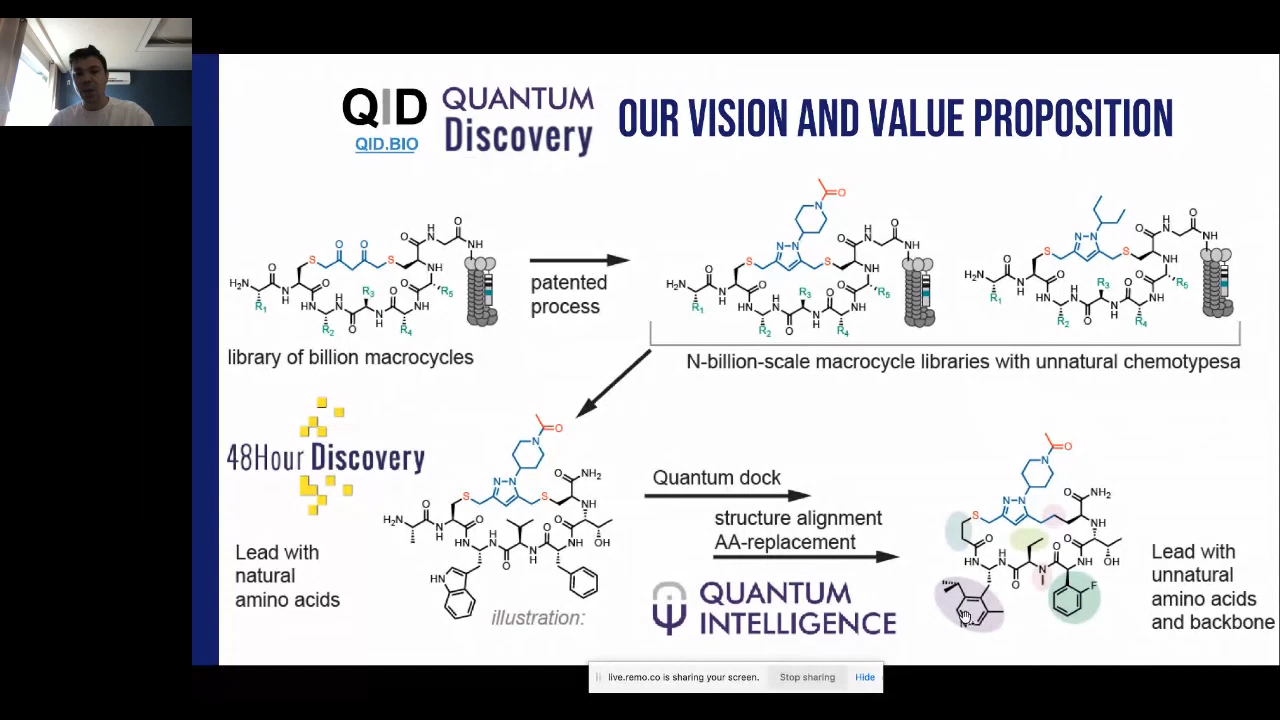 QID
QID.BIO
QUANTUM
Discovery
OUR VISION AND VALUE PROPOSITION
patented
process
library of billion macrocycles
N-billion-scale macrocycle libraries with unnatural chemotypesa
48Hour Discovery
Lead with
natural
amino acids
illustration:
Quantum dock
structure alignment
AA-replacement
QUANTUM
INTELLIGENCE
Lead with
unnatural
amino acids
and backbone
live.remo.co is sharing your screen.
Stop sharing
Hide